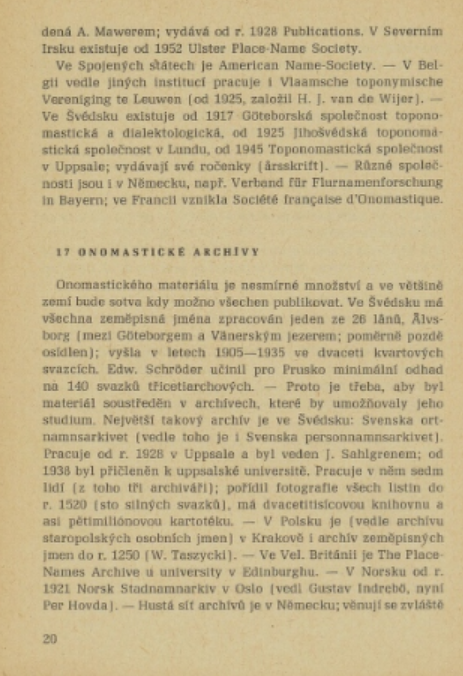 dená A. Mawerem; vydává od r. 1928 Publications. V Severním
Irsku existuje od 1952 Ulster Place-Name Society.
Ve Spojených státech je American Name-Society. — V Bel-
gii vedle jiných institucí pracuje i Vlaamsche toponymische
Vereniging te Leuwen (od 1925, založil H. J. van de Wijer). —
Ve Švédsku existuje od 1917 Göteborská společnost topono-
mastická a dialektologická, od 1925 Jihošvédská toponoma-
stická společnost v Lundu, od 1945 Toponomastická společnost
v Uppsale; vydávají své ročenky (årsskrift). — Různé společ-
nosti jsou i v Německu, např. Verband für Flurnamenforschung
in Bayern; ve Francii vznikla Société française d'Onomastique.
17 ONOMASTICKÉ ARCHÍVY
Onomastického materiálu je nesmírné množství a ve většině
zemí bude sotva kdy možno všechen publikovat. Ve Švédsku má
všechna zeměpisná jména zpracován jeden ze 26 lánů, Älvs-
borg (mezi Göteborgem a Vänerským jezerem; poměrně pozdě
osídlen); vyšla v letech 1905—1935 ve dvaceti kvartových
svazcích. Edw. Schröder učinil pro Prusko minimální odhad
na 140 svazků třicetiarchových. — Proto je třeba, aby byl
materiál soustředěn v archívech, které by umožňovaly jeho
studium. Největší takový archív je ve Švédsku: Svenska ort-
namnsarkivet (vedle toho je i Svenska personnamnsarkivet).
Pracuje od r. 1928 v Uppsale a byl veden J. Sahlgrenem; od
1936 byl přičleněn k uppsalské universitě. Pracuje v něm sedm
lidí (z toho tři archiváři); pořídil fotografie všech listin do
r. 1520 (sto silných svazků), má dvacetitisícovou knihovnu a
asi pětimiliónovou kartotéku. — V Polsku je (vedle archívu
staropolských osobních jmen) v Krakově i archív zeměpisných
jmen do r. 1250 (W. Taszycki). — Ve Vel. Británii je The Place-
Names Archive u university v Edinburghu. — V Norsku od r.
1921 Norsk Stadnamnarkiv v Oslo (vedl Gustav Indrebö, nyní
Per Hovda). — Hustá síť archívů je v Německu; věnují se zvláště
20